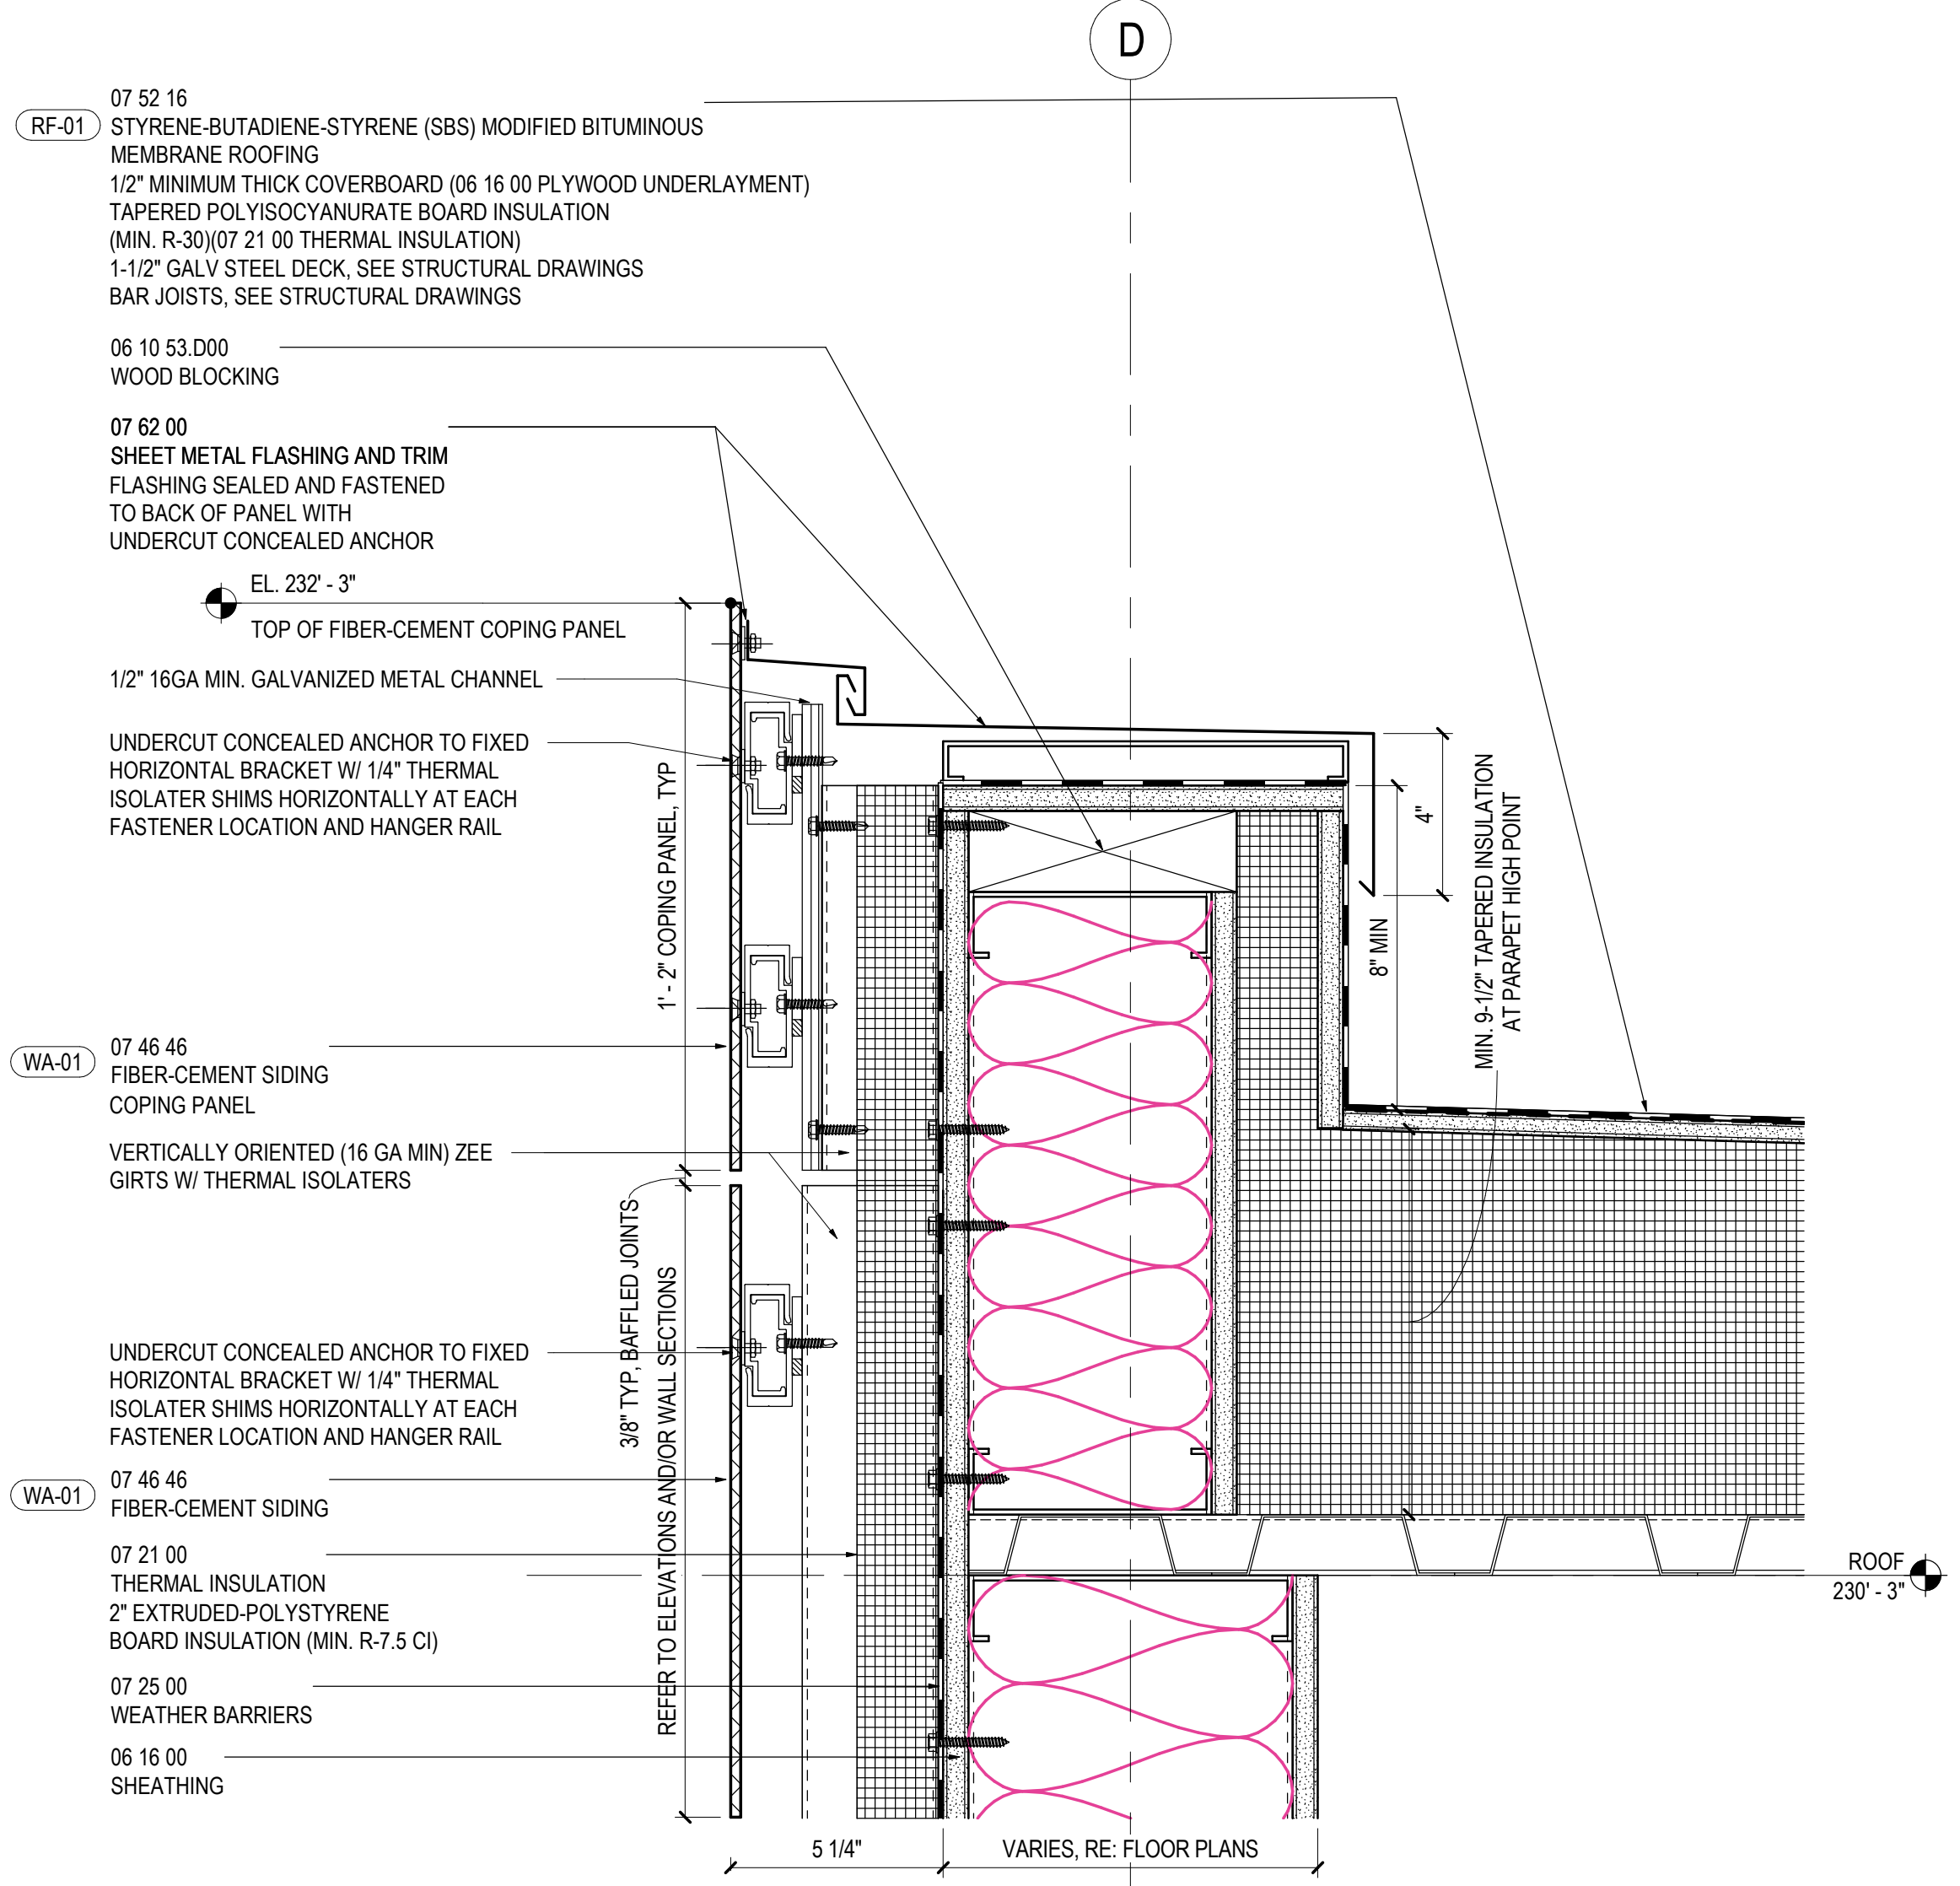 D
07 52 16
RF-01
STYRENE-BUTADIENE-STYRENE (SBS) MODIFIED BITUMINOUS
MEMBRANE ROOFING
1/2" MINIMUM THICK COVERBOARD (06 16 00 PLYWOOD UNDERLAYMENT)
TAPERED POLYISOCYANURATE BOARD INSULATION
(MIN. R-30)(07 21 00 THERMAL INSULATION)
1-1/2" GALV STEEL DECK, SEE STRUCTURAL DRAWINGS
BAR JOISTS, SEE STRUCTURAL DRAWINGS
06 10 53.D00
WOOD BLOCKING
07 62 00
SHEET METAL FLASHING AND TRIM
FLASHING SEALED AND FASTENED
TO BACK OF PANEL WITH
UNDERCUT CONCEALED ANCHOR
EL. 232' - 3"
TOP OF FIBER-CEMENT COPING PANEL
1/2" 16GA MIN. GALVANIZED METAL CHANNEL
UNDERCUT CONCEALED ANCHOR TO FIXED
HORIZONTAL BRACKET W/ 1/4" THERMAL
ISOLATER SHIMS HORIZONTALLY AT EACH
FASTENER LOCATION AND HANGER RAIL
1' - 2" COPING PANEL, TYP
4"
8" MIN
MIN. 9-1/2" TAPERED INSULATION
AT PARAPET HIGH POINT
WA-01
07 46 46
FIBER-CEMENT SIDING
COPING PANEL
VERTICALLY ORIENTED (16 GA MIN) ZEE
GIRTS W/ THERMAL ISOLATERS
3/8" TYP, BAFFLED JOINTS
REFER TO ELEVATIONS AND/OR WALL SECTIONS
UNDERCUT CONCEALED ANCHOR TO FIXED
HORIZONTAL BRACKET W/ 1/4" THERMAL
ISOLATER SHIMS HORIZONTALLY AT EACH
FASTENER LOCATION AND HANGER RAIL
WA-01
07 46 46
FIBER-CEMENT SIDING
07 21 00
THERMAL INSULATION
2" EXTRUDED-POLYSTYRENE
BOARD INSULATION (MIN. R-7.5 CI)
ROOF
230' - 3"
07 25 00
WEATHER BARRIERS
06 16 00
SHEATHING
5 1/4"
VARIES, RE: FLOOR PLANS